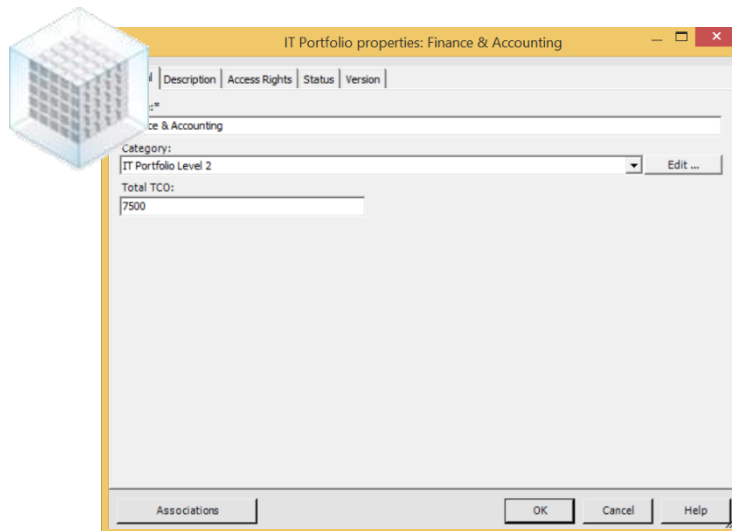 IT Portfolio properties: Finance & Accounting
Description Access Rights Status Version
:*
& Accounting
Category:
IT Portfolio Level 2
Edit ...
Total TCO:
7500
Associations
OK Cancel Help